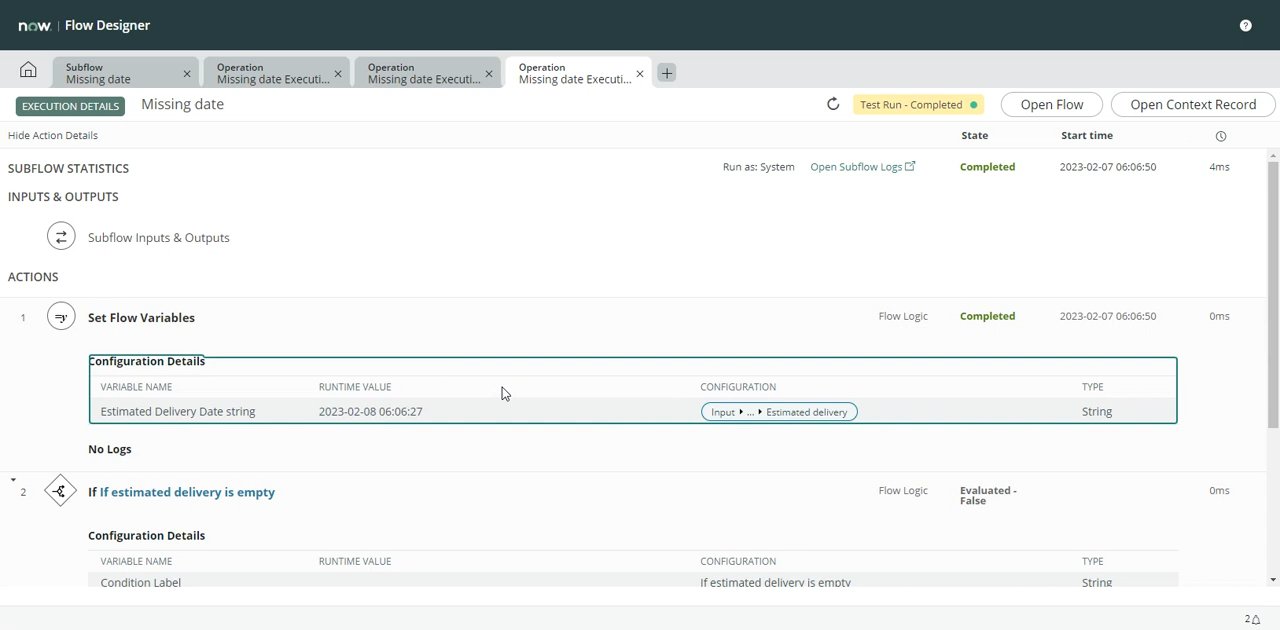 now. | Flow Designer
?
Subflow
Missing date
Operation
Missing date Executi...
Operation
Missing date Executi...
Operation
Missing date Executi...
EXECUTION DETAILS
Missing date
Test Run - Completed
Open Flow
Open Context Record
Hide Action Details
State
Start time
SUBFLOW STATISTICS
Run as: System
Open Subflow Logs
Completed
2023-02-07 06:06:50
4ms
INPUTS & OUTPUTS
Subflow Inputs & Outputs
ACTIONS
1
Set Flow Variables
Flow Logic
Completed
2023-02-07 06:06:50
0ms
Configuration Details
VARIABLE NAME
RUNTIME VALUE
CONFIGURATION
TYPE
Estimated Delivery Date string
2023-02-08 06:06:27
Input ▸ ... ▸ Estimated delivery
String
No Logs
2
If If estimated delivery is empty
Flow Logic
Evaluated -
False
0ms
Configuration Details
VARIABLE NAME
RUNTIME VALUE
CONFIGURATION
TYPE
Condition Label
If estimated delivery is empty
String
2